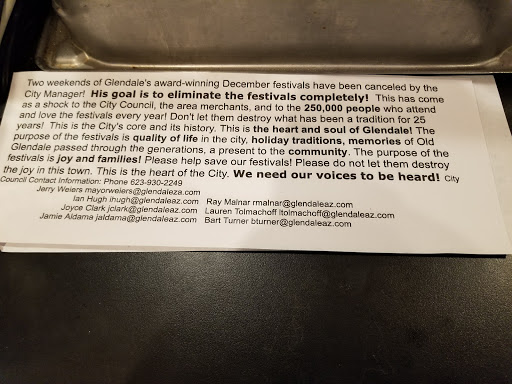 Two weekends of Glendale's award-winning December festivals have been canceled by the
City Manager! His goal is to eliminate the festivals completely! This has come
as a shock to the City Council, the area merchants, and to the 250,000 people who attend
and love the festivals every year! Don't let them destroy what has been a tradition for 25
years! This is the City's core and its history. This is the heart and soul of Glendale! The
purpose of the festivals is quality of life in the city, holiday traditions, memories of Old
Glendale passed through the generations, a present to the community. The purpose of the
festivals is joy and families! Please help save our festivals! Please do not let them destroy
the joy in this town. This is the heart of the City. We need our voices to be heard! City
Council Contact Information: Phone 623-930-2249
Jerry Weiers mayorweiers@glendaleza.com
Ian Hugh ihugh@glendaleaz.com Ray Malnar rmalnar@glendaleaz.com
Joyce Clark jclark@glendaleaz.com Lauren Tolmachoff ltolmachoff@glendaleaz.com
Jamie Aldama jaldama@glendaleaz.com Bart Turner bturner@glendaleaz.com